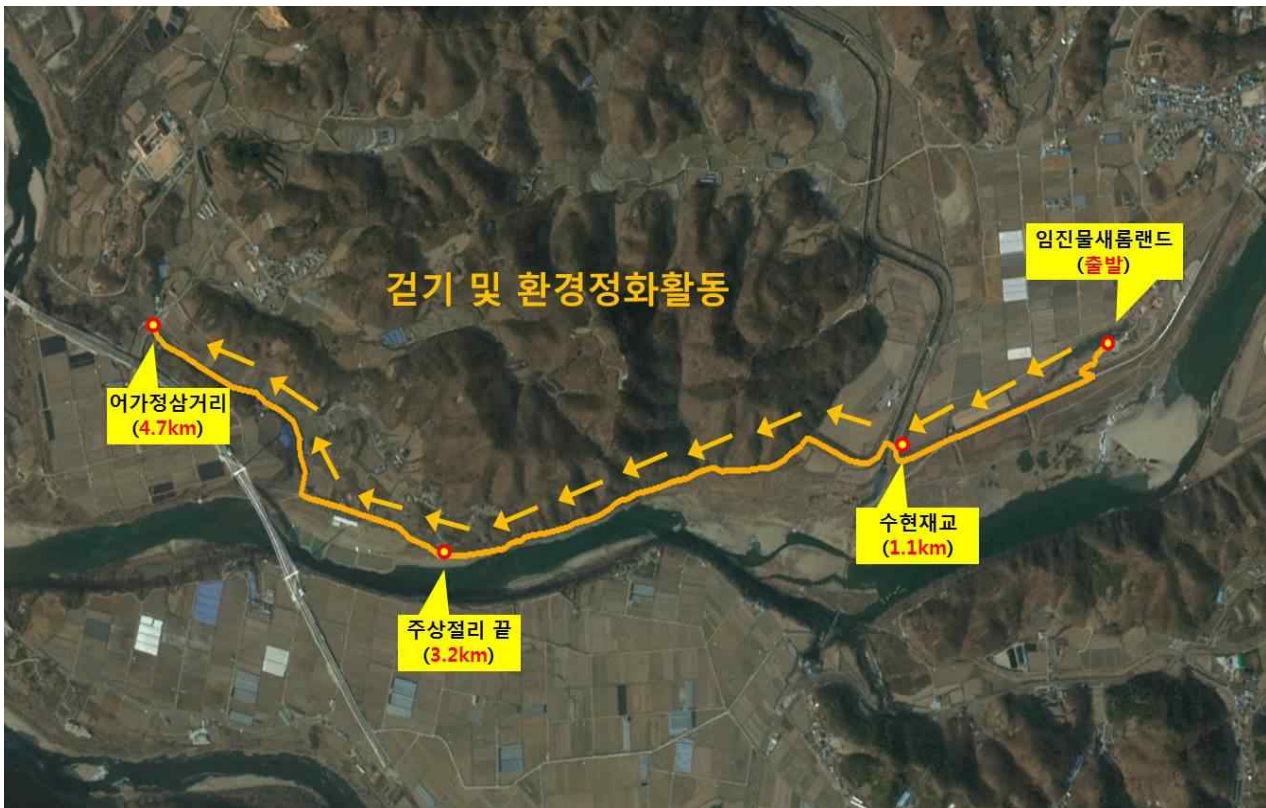 걷기 및 환경정화활동
임진물새롬랜드
(출발)
수현재교
(1.1km)
주상절리 끝
(3.2km)
어가정삼거리
(4.7km)